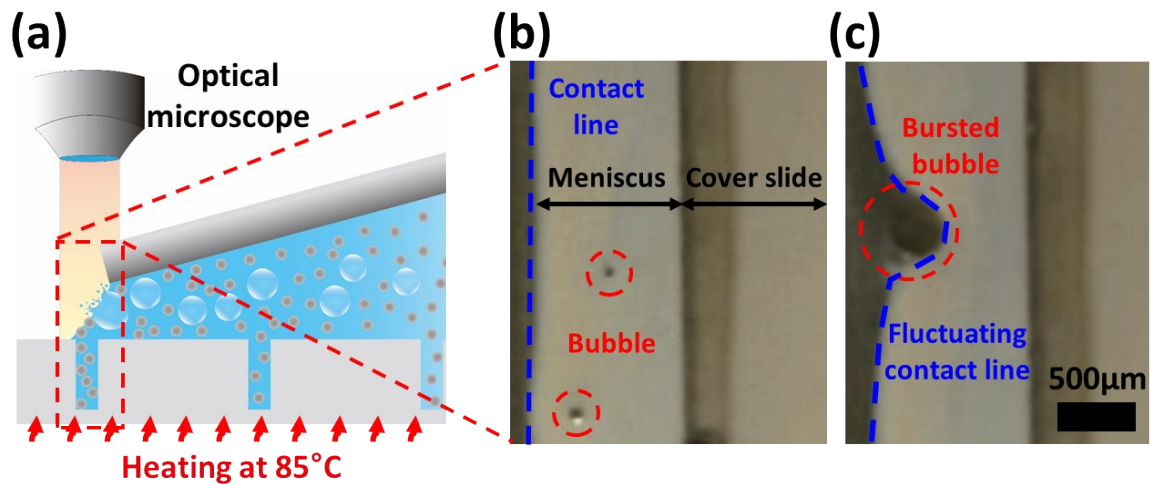 (a)
Optical
microscope
Heating at 85°C
(b)
Contact
line
Meniscus
Cover slide
Bubble
(c)
Bursted
bubble
Fluctuating
contact line
500μm